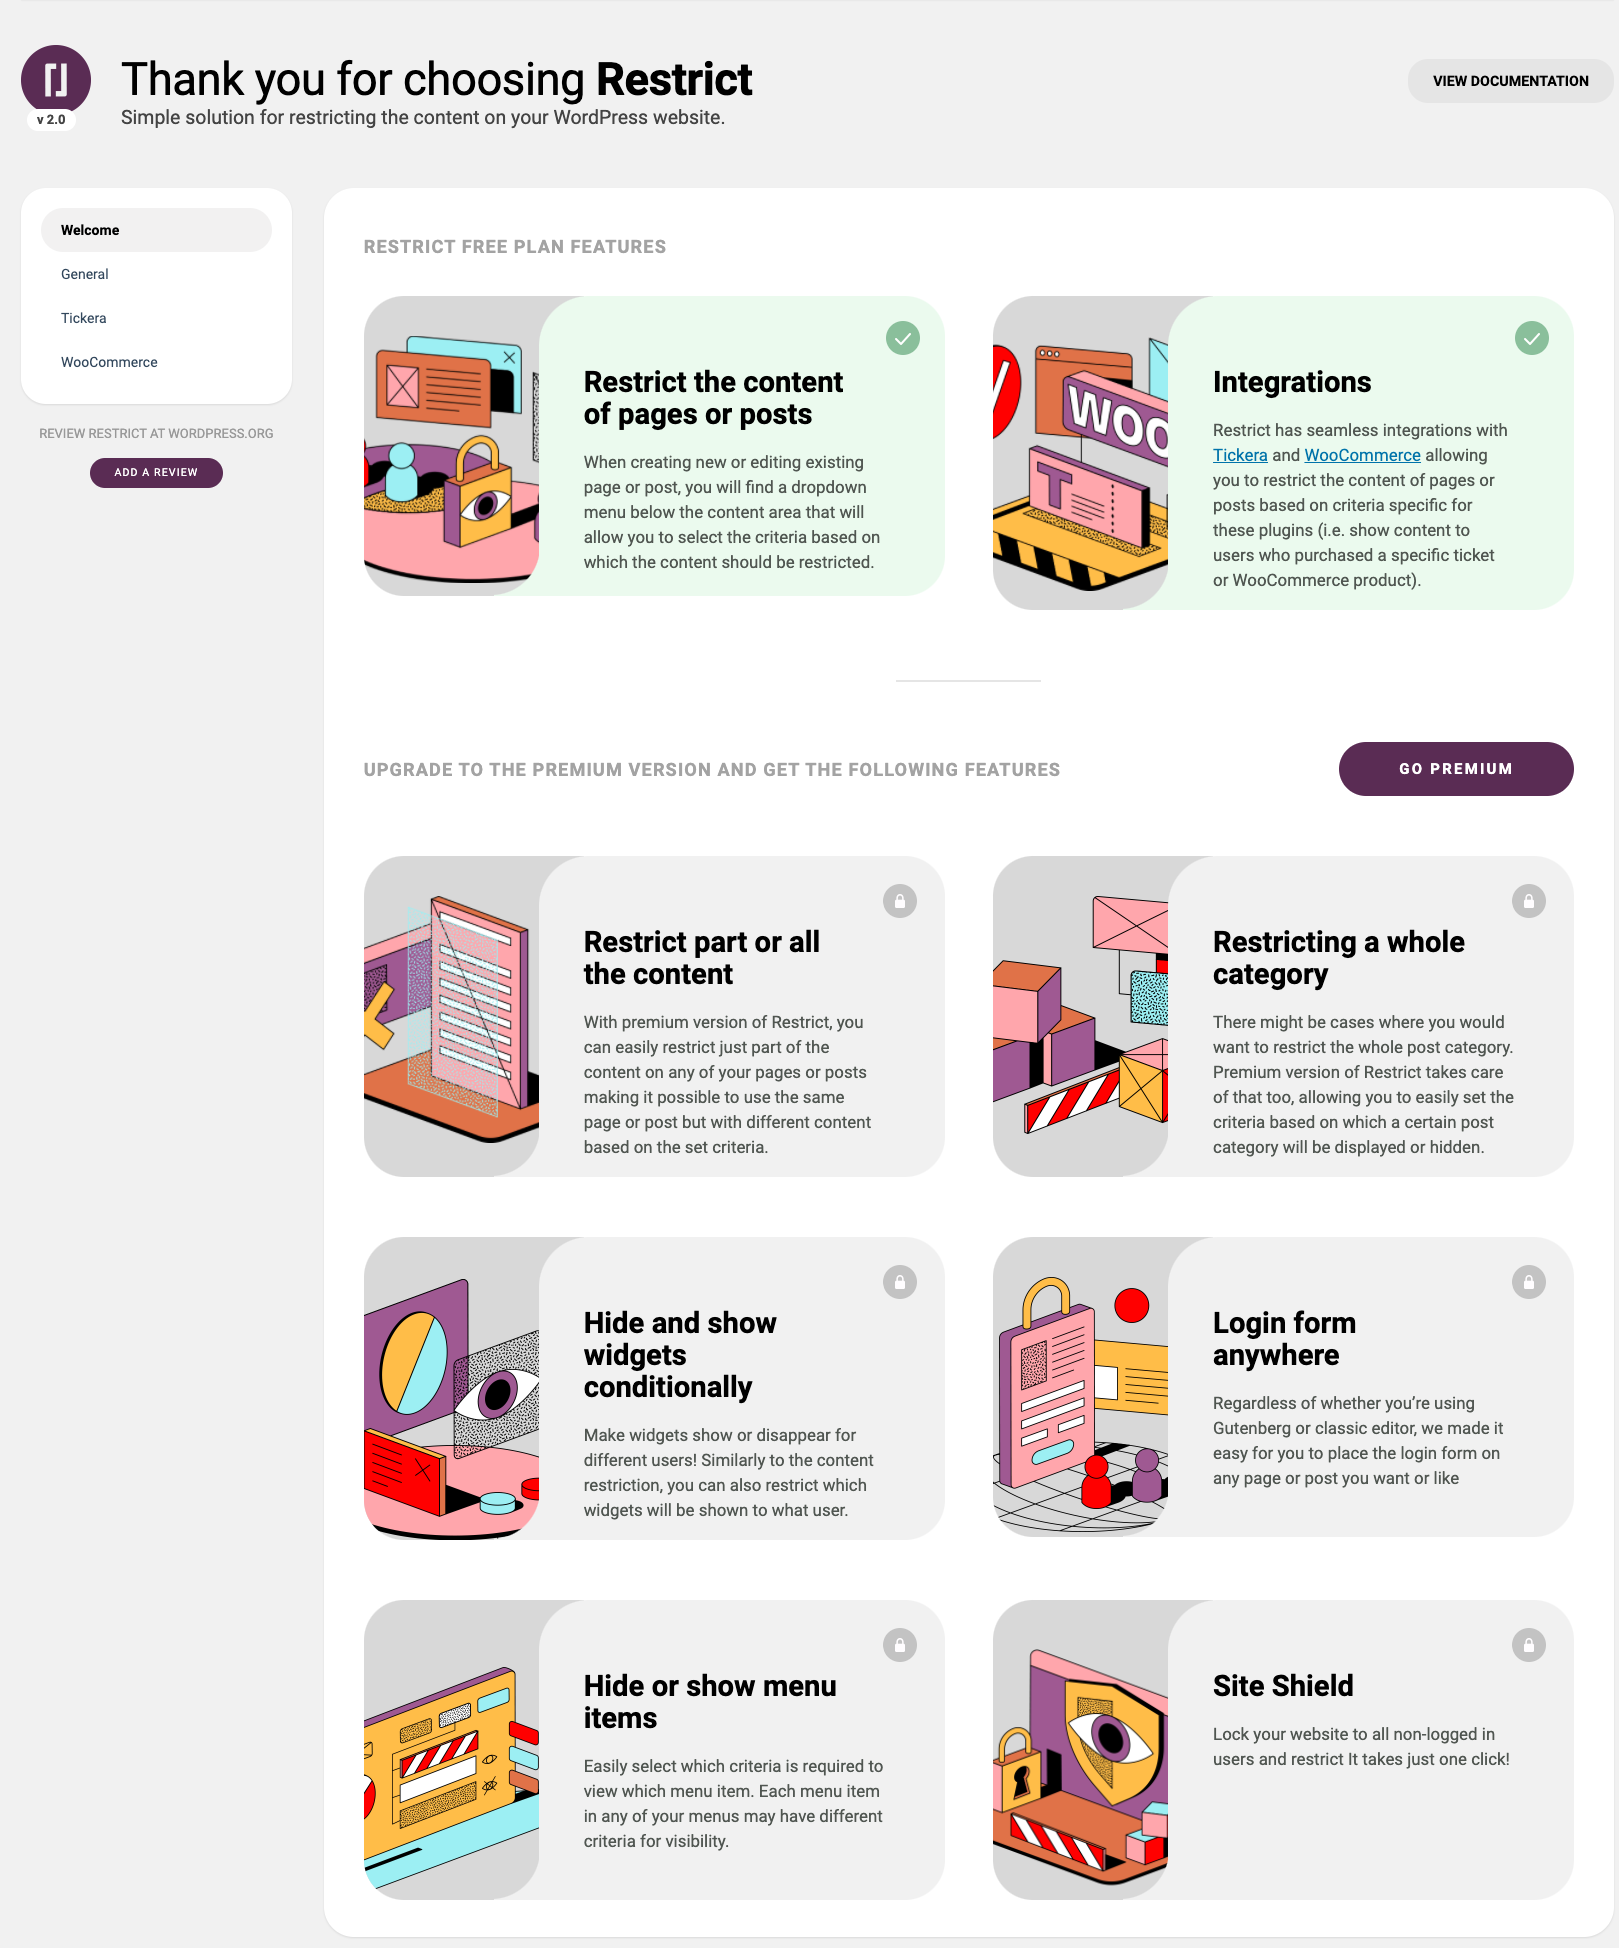 Thank you for choosing Restrict
v 2.0
Simple solution for restricting the content on your WordPress website.
VIEW DOCUMENTATION
Welcome
General
Tickera
WooCommerce
REVIEW RESTRICT AT WORDPRESS.ORG
ADD A REVIEW
RESTRICT FREE PLAN FEATURES
Restrict the content
of pages or posts
When creating new or editing existing
page or post, you will find a dropdown
menu below the content area that will
allow you to select the criteria based on
which the content should be restricted.
WOO
T
Integrations
Restrict has seamless integrations with
Tickera and WooCommerce allowing
you to restrict the content of pages or
posts based on criteria specific for
these plugins (i.e. show content to
users who purchased a specific ticket
or WooCommerce product).
UPGRADE TO THE PREMIUM VERSION AND GET THE FOLLOWING FEATURES
GO PREMIUM
Restrict part or all
the content
With premium version of Restrict, you
can easily restrict just part of the
content on any of your pages or posts
making it possible to use the same
page or post but with different content
based on the set criteria.
Restricting a whole
category
There might be cases where you would
want to restrict the whole post category.
Premium version of Restrict takes care
of that too, allowing you to easily set the
criteria based on which a certain post
category will be displayed or hidden.
Hide and show
widgets
conditionally
Make widgets show or disappear for
different users! Similarly to the content
restriction, you can also restrict which
widgets will be shown to what user.
Login form
anywhere
Regardless of whether you’re using
Gutenberg or classic editor, we made it
easy for you to place the login form on
any page or post you want or like
Hide or show menu
items
Easily select which criteria is required to
view which menu item. Each menu item
in any of your menus may have different
criteria for visibility.
Site Shield
Lock your website to all non-logged in
users and restrict It takes just one click!